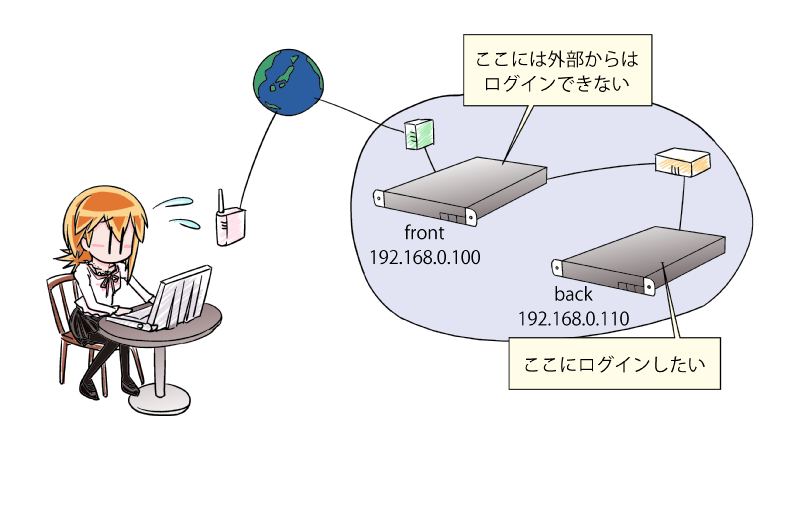 ここには外部からは
ログインできない
front
192.168.0.100
back
192.168.0.110
ここにログインしたい